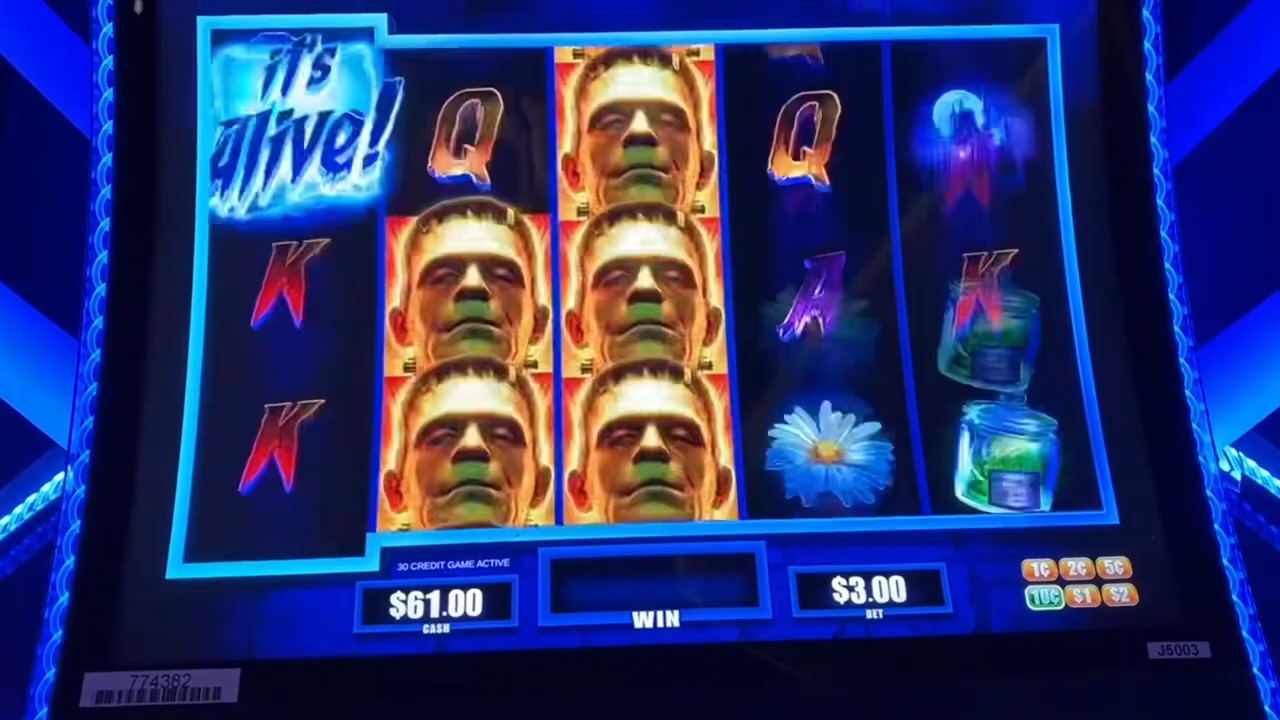 it's
alive!
Q
Q
K
A
K
K
30 CREDIT GAME ACTIVE
$61.00
CASH
WIN
$3.00
BET
1¢ 2¢ 5¢
10¢ $1 $2
774382
J5003